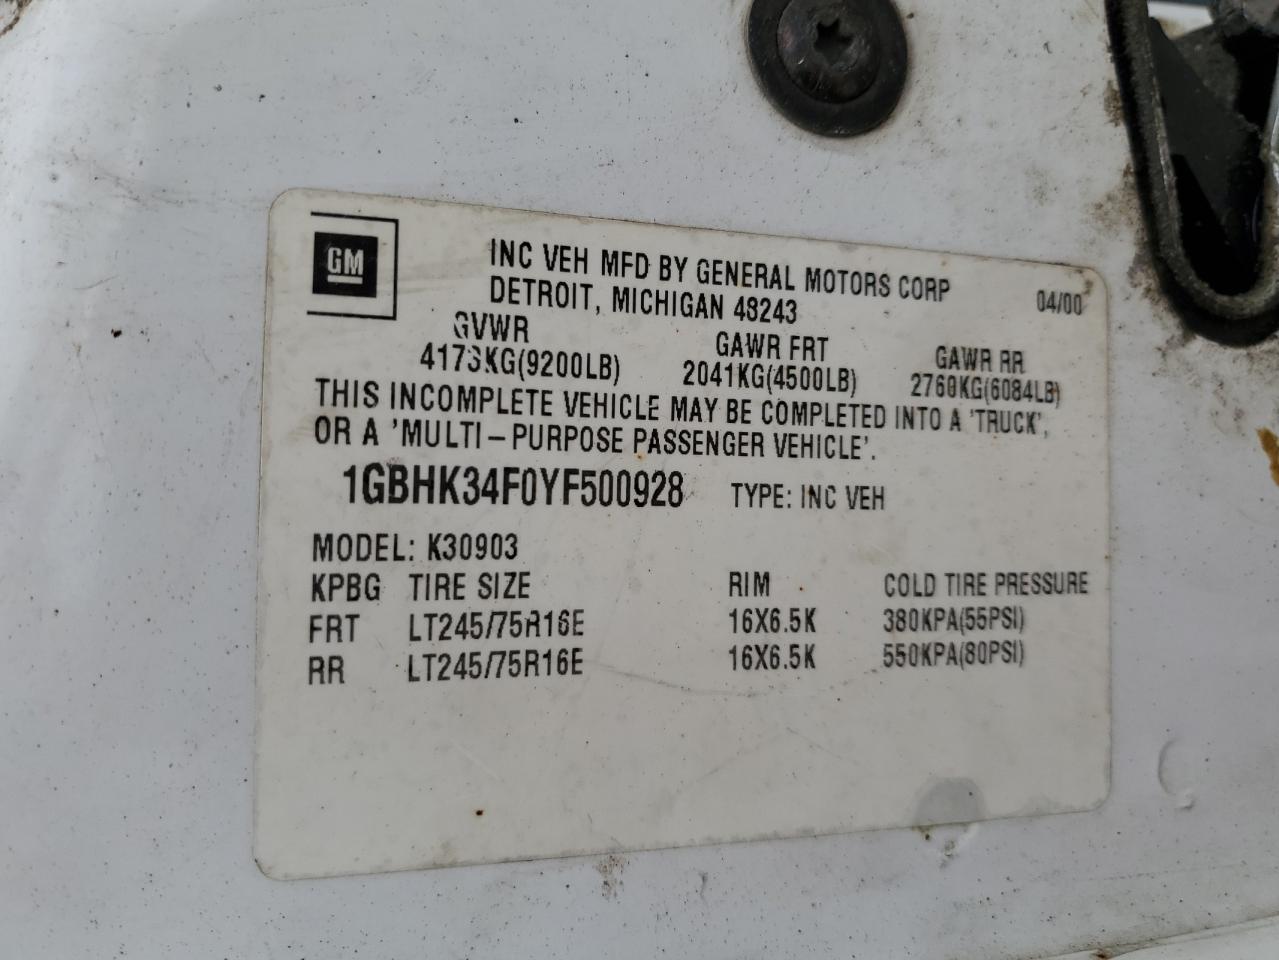 GM
INC VEH MFD BY GENERAL MOTORS CORP
DETROIT, MICHIGAN 48243
04/00
GVWR GAWR FRT GAWR RR
4173KG(9200LB) 2041KG(4500LB) 2760KG(6084LB)
THIS INCOMPLETE VEHICLE MAY BE COMPLETED INTO A 'TRUCK',
OR A 'MULTI-PURPOSE PASSENGER VEHICLE'.
1GBHK34F0YF500928 TYPE: INC VEH
MODEL: K30903
KPBG TIRE SIZE RIM COLD TIRE PRESSURE
FRT LT245/75R16E 16X6.5K 380KPA(55PSI)
RR LT245/75R16E 16X6.5K 550KPA(80PSI)